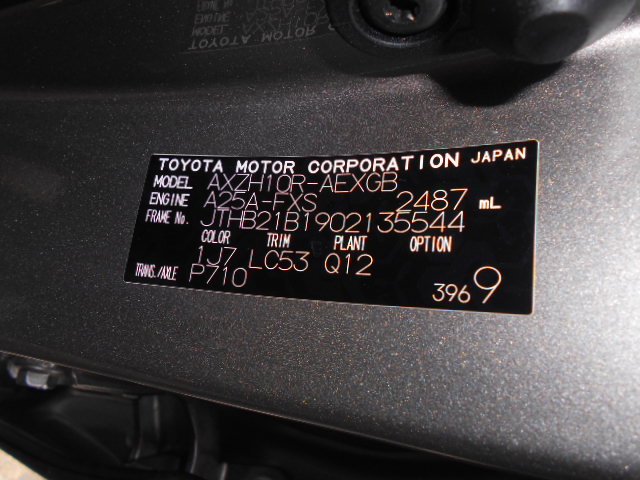 TOYOTA MOTOR CORPORATION JAPAN
MODEL AXZH10R-AEXGB
ENGINE A25A-FXS 2487 mL
FRAME No. JTHB21B1902135544
COLOR TRIM PLANT OPTION
1J7 LC53 Q12
TRANS./AXLE P710
3969